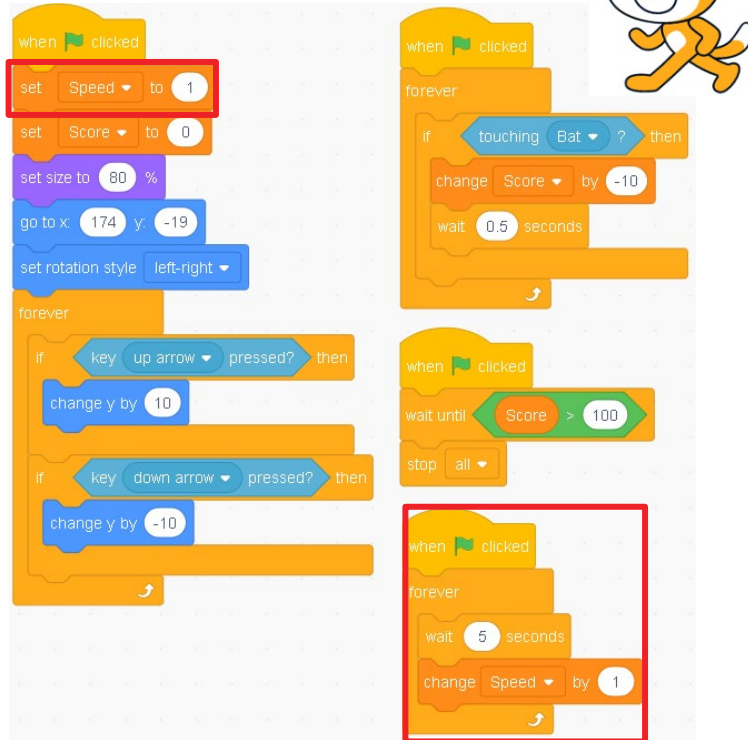 when clicked
set Speed to 1
set Score to 0
set size to 80 %
go to x: 174 y: -19
set rotation style left-right
forever
if key up arrow pressed? then
change y by 10
if key down arrow pressed? then
change y by -10
when clicked
forever
if touching Bat ? then
change Score by -10
wait 0.5 seconds
when clicked
wait until Score > 100
stop all
when clicked
forever
wait 5 seconds
change Speed by 1